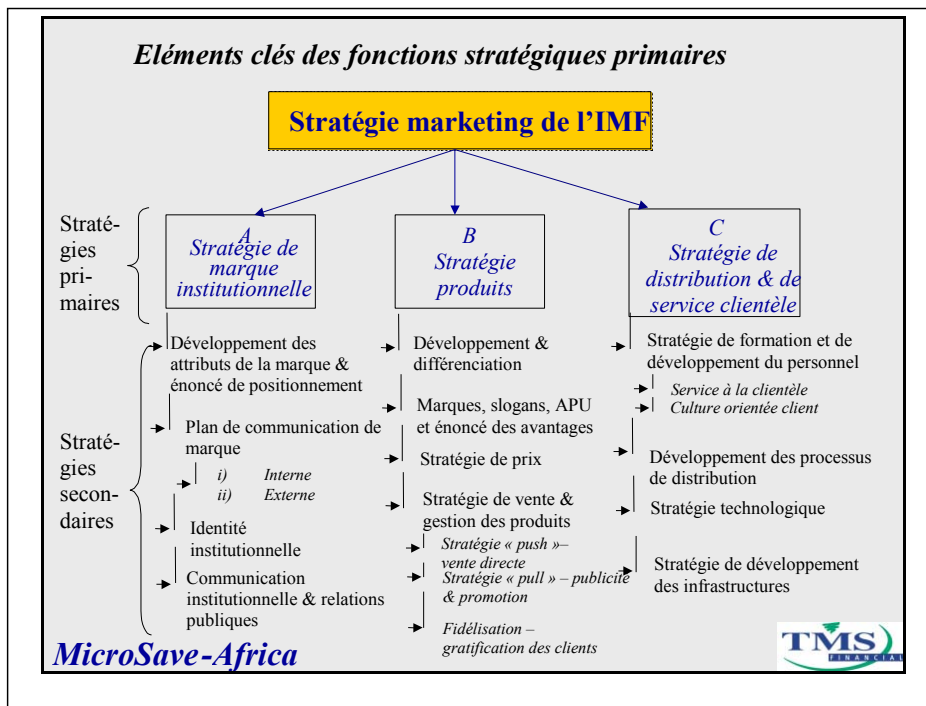 Eléments clés des fonctions stratégiques primaires
Stratégie marketing de l’IMF
Straté-
gies
pri-
maires
A
Stratégie de
marque
institutionnelle
B
Stratégie
produits
C
Stratégie de
distribution & de
service clientèle
Straté-
gies
secon-
daires
Développement des
attributs de la marque &
énoncé de positionnement
Plan de communication de
marque
i) Interne
ii) Externe
Identité
institutionnelle
Communication
institutionnelle & relations
publiques
Développement &
différenciation
Marques, slogans, APU
et énoncé des avantages
Stratégie de prix
Stratégie de vente &
gestion des produits
Stratégie « push »–
vente directe
Stratégie « pull » – publicité
& promotion
Fidélisation –
gratification des clients
Stratégie de formation et de
développement du personnel
Service à la clientèle
Culture orientée client
Développement des processus
de distribution
Stratégie technologique
Stratégie de développement
des infrastructures
MicroSave-Africa
TMS
FINANCIAL